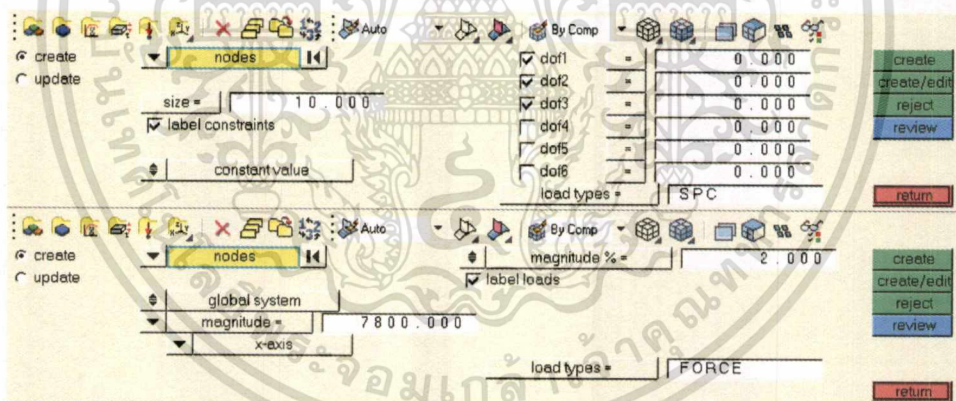 Auto By Comp
create nodes dof1 = 0.000 create
update dof2 = 0.000 create/edit
size = 10.000 dof3 = 0.000 reject
label constraints dof4 = 0.000 review
dof5 = 0.000
constant value dof6 = 0.000
load types = SPC return
Auto By Comp
create nodes magnitude % = 2.000 create
update label loads create/edit
global system reject
magnitude = 7800.000 review
x-axis
load types = FORCE
return